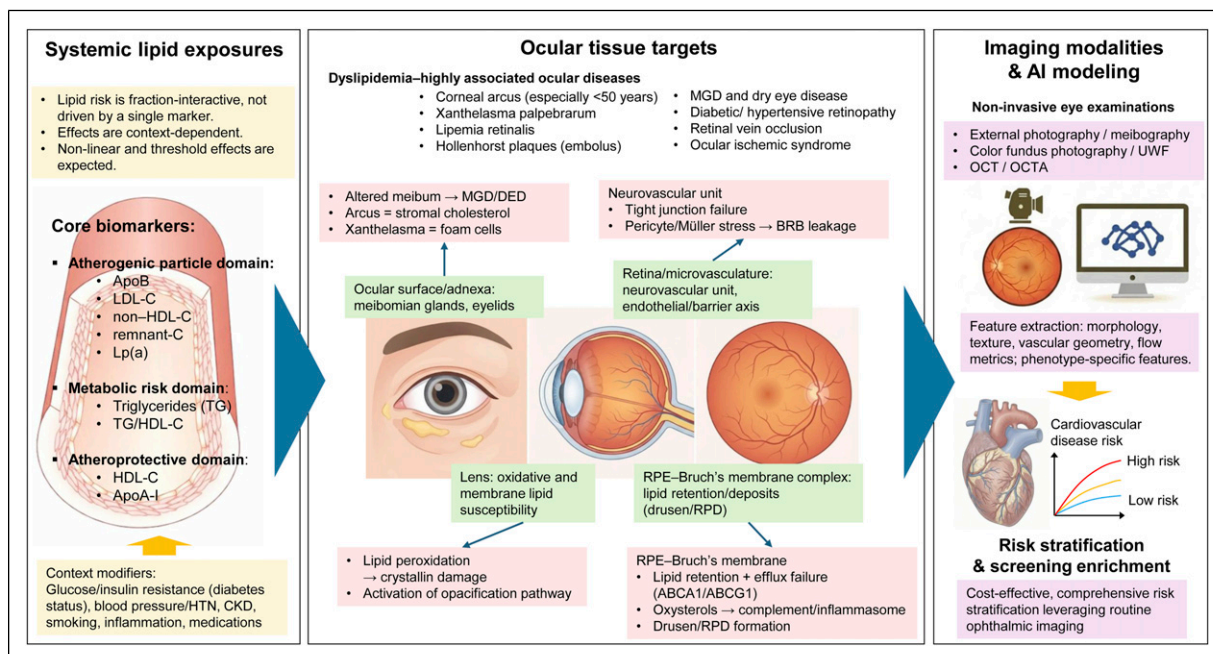 Systemic lipid exposures
• Lipid risk is fraction-interactive, not
driven by a single marker.
• Effects are context-dependent.
• Non-linear and threshold effects are
expected.
Core biomarkers:
▪ Atherogenic particle domain:
• ApoB
• LDL-C
• non–HDL-C
• remnant-C
• Lp(a)
▪ Metabolic risk domain:
• Triglycerides (TG)
• TG/HDL-C
▪ Atheroprotective domain:
• HDL-C
• ApoA-I
Context modifiers:
Glucose/insulin resistance (diabetes
status), blood pressure/HTN, CKD,
smoking, inflammation, medications
Ocular tissue targets
Dyslipidemia–highly associated ocular diseases
• Corneal arcus (especially <50 years)
• Xanthelasma palpebrarum
• Lipemia retinalis
• Hollenhorst plaques (embolus)
• MGD and dry eye disease
• Diabetic/ hypertensive retinopathy
• Retinal vein occlusion
• Ocular ischemic syndrome
• Altered meibum → MGD/DED
• Arcus = stromal cholesterol
• Xanthelasma = foam cells
Neurovascular unit
• Tight junction failure
• Pericyte/Müller stress → BRB leakage
Ocular surface/adnexa:
meibomian glands, eyelids
Retina/microvasculature:
neurovascular unit,
endothelial/barrier axis
Lens: oxidative and
membrane lipid
susceptibility
RPE–Bruch's membrane complex:
lipid retention/deposits
(drusen/RPD)
• Lipid peroxidation
→ crystallin damage
• Activation of opacification pathway
RPE–Bruch's membrane
• Lipid retention + efflux failure
(ABCA1/ABCG1)
• Oxysterols → complement/inflammasome
• Drusen/RPD formation
Imaging modalities
& AI modeling
Non-invasive eye examinations
• External photography / meibography
• Color fundus photography / UWF
• OCT / OCTA
Feature extraction: morphology,
texture, vascular geometry, flow
metrics; phenotype-specific features.
Cardiovascular
disease risk
High risk
Low risk
Risk stratification
& screening enrichment
Cost-effective, comprehensive risk
stratification leveraging routine
ophthalmic imaging